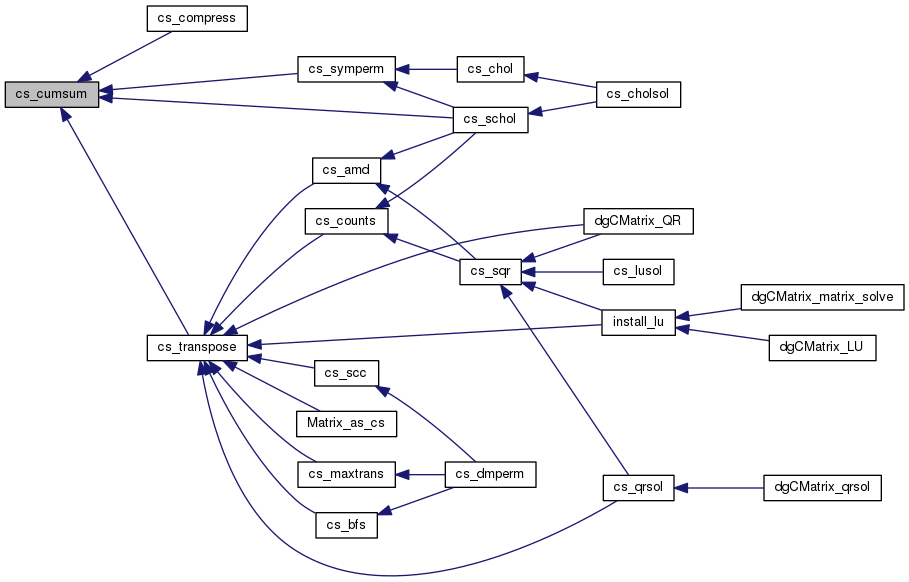 cs_compress
cs_symperm
cs_chol
cs_cumsum
cs_cholsol
cs_schol
cs_amd
cs_counts
dgCMatrix_QR
cs_sqr
cs_lusol
dgCMatrix_matrix_solve
install_lu
cs_transpose
dgCMatrix_LU
cs_scc
Matrix_as_cs
cs_maxtrans
cs_dmperm
cs_qrsol
dgCMatrix_qrsol
cs_bfs